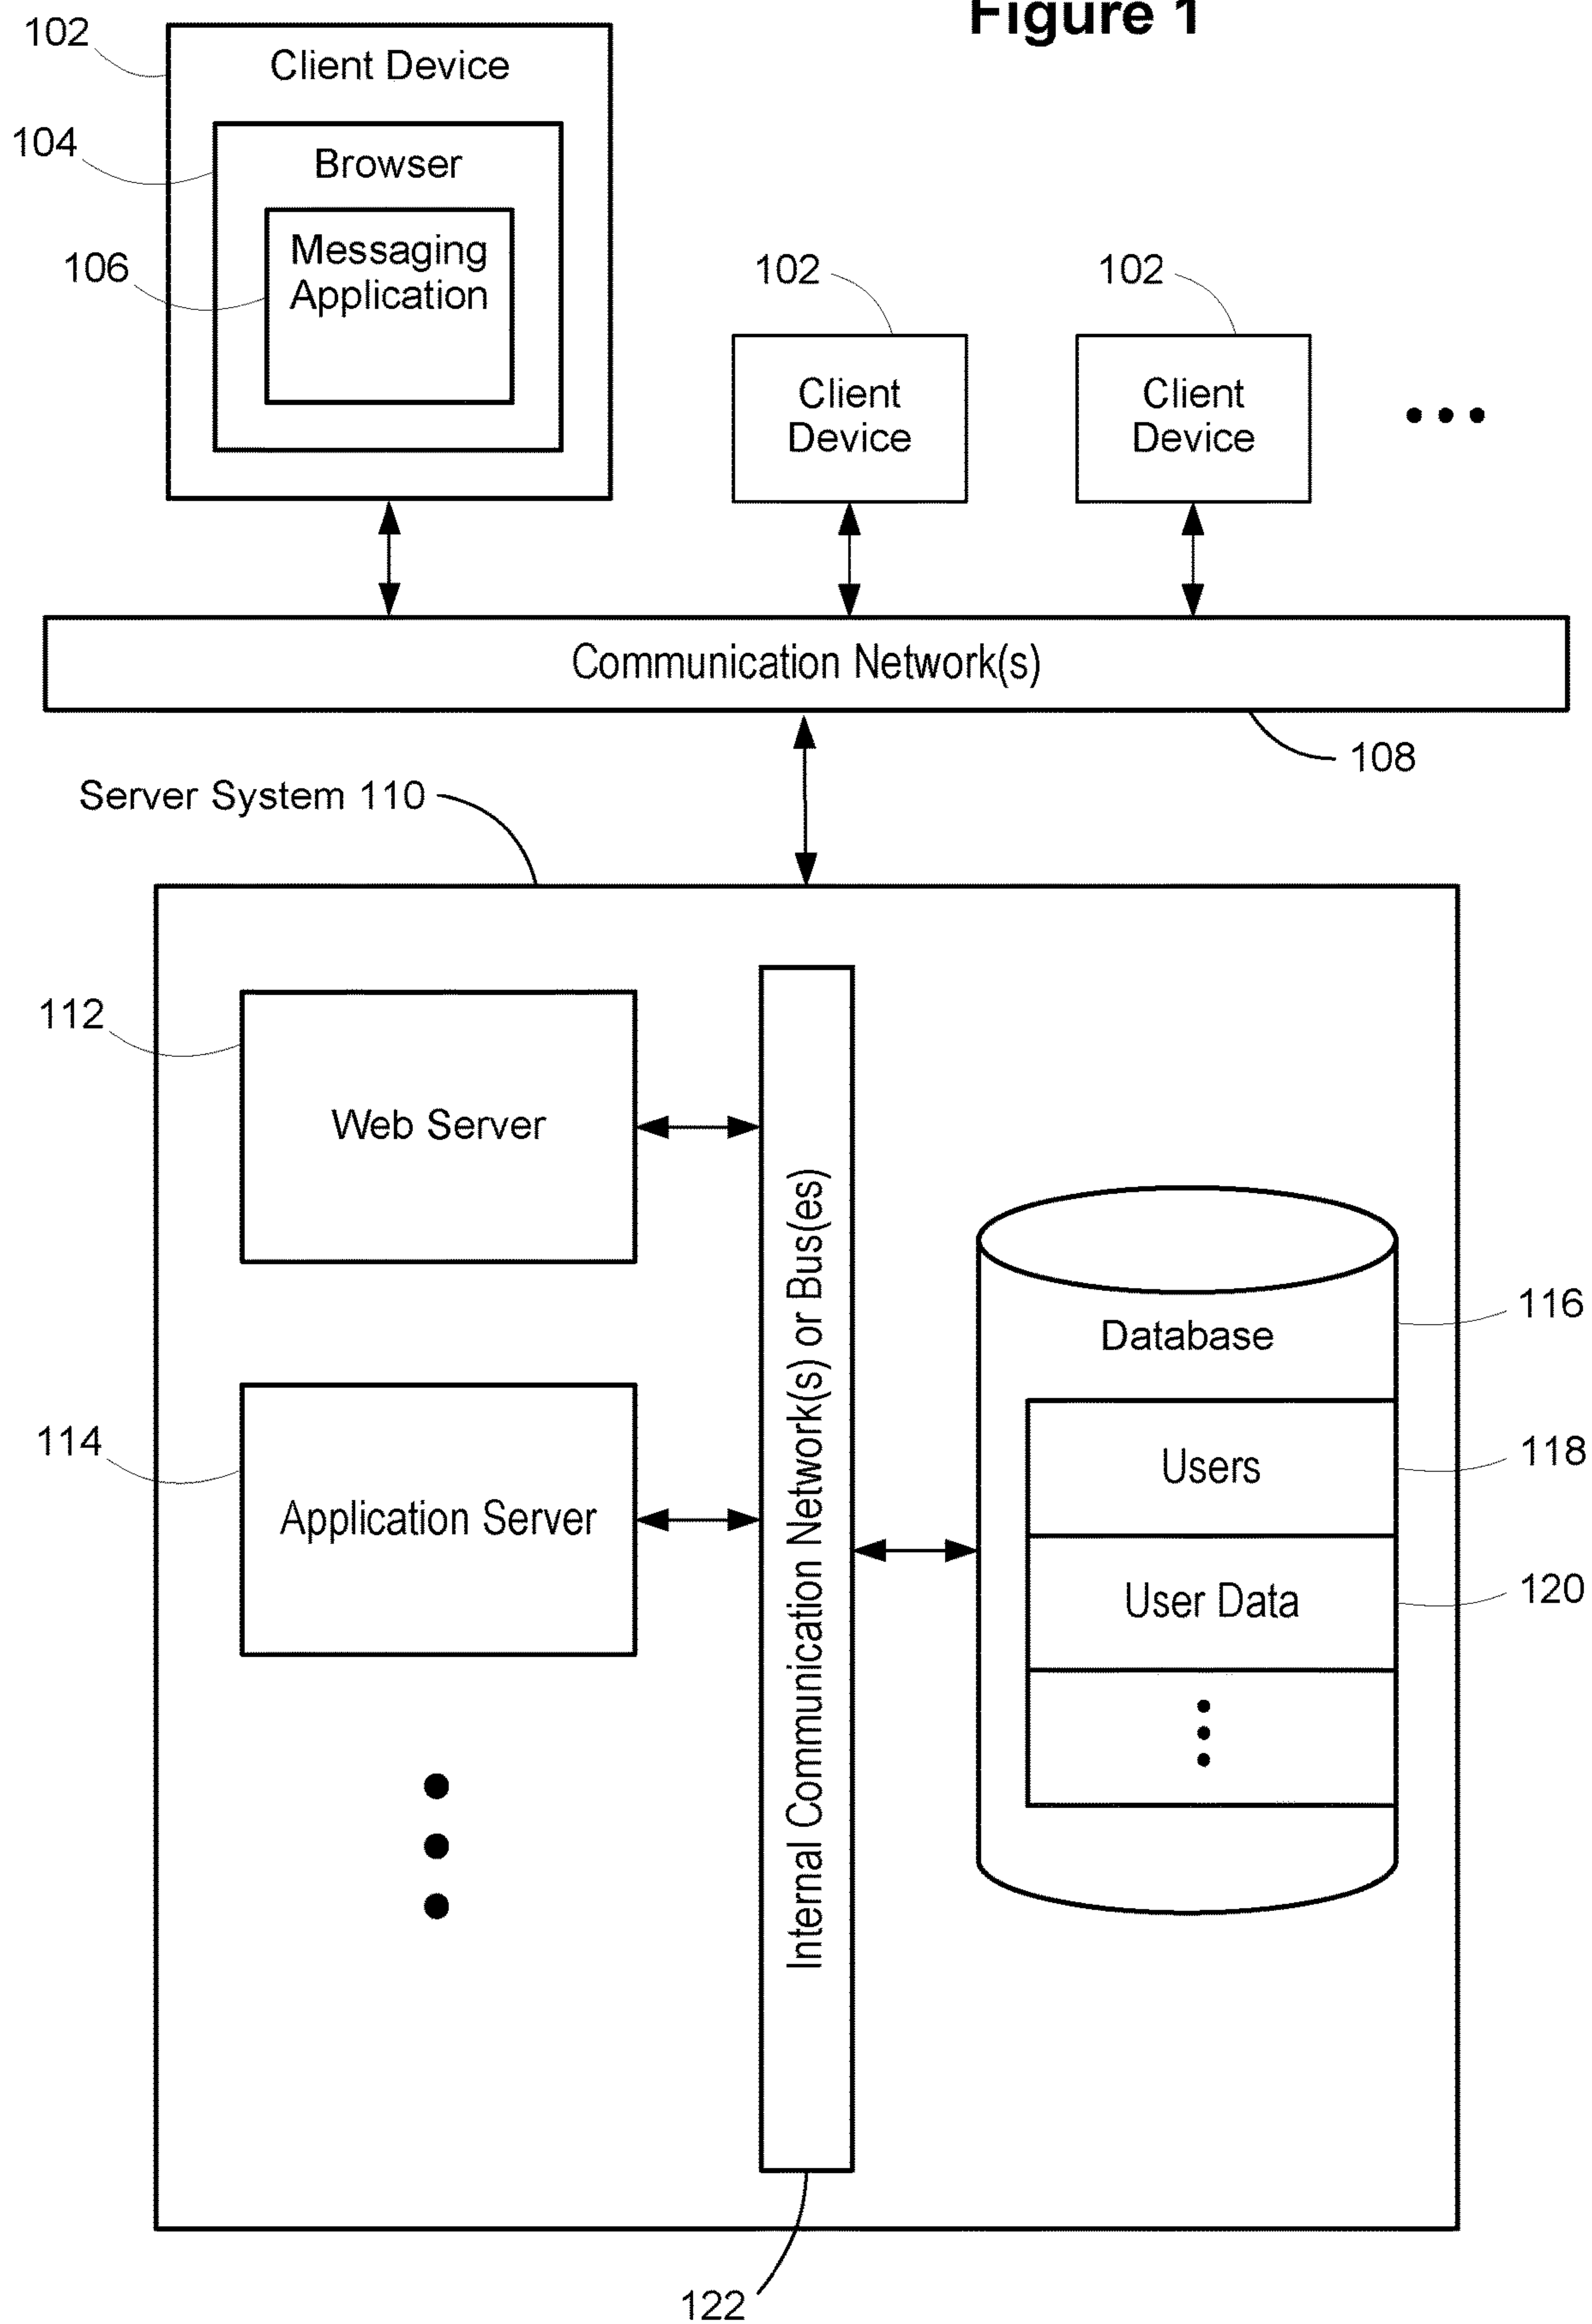 Figure 1
102
Client Device
104
Browser
106
Messaging
Application
102
Client
Device
102
Client
Device
Communication Network(s)
108
Server System 110
112
Web Server
114
Application Server
Internal Communication Network(s) or Bus(es)
Database
116
Users
118
User Data
120
122